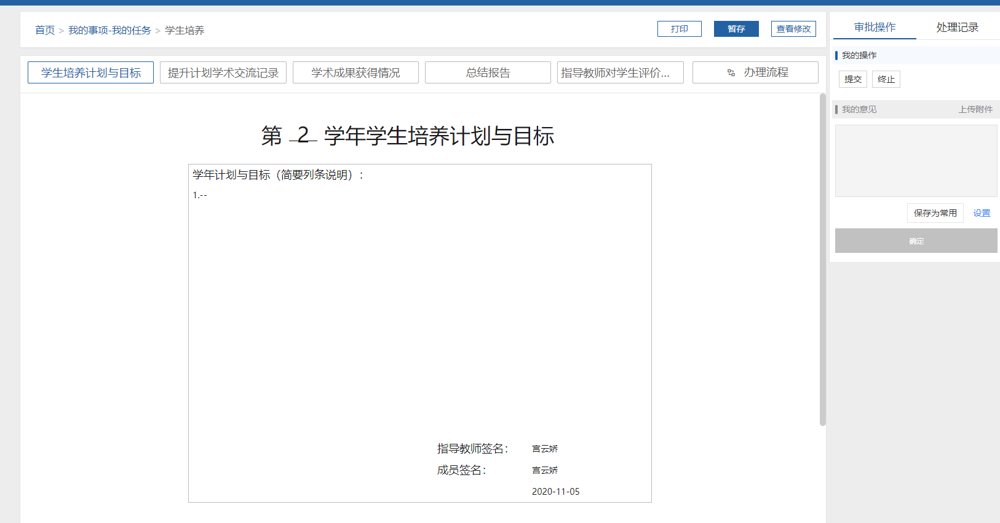 首页 > 我的事项-我的任务 > 学生培养
打印
暂存
查看修改
审批操作
处理记录
学生培养计划与目标
提升计划学术交流记录
学术成果获得情况
总结报告
指导教师对学生评价...
办理流程
我的操作
提交
终止
我的意见
上传附件
保存为常用
设置
确定
第 2 学年学生培养计划与目标
学年计划与目标（简要列条说明）:
1.--
指导教师签名: 宫云娇
成员签名: 宫云娇
2020-11-05